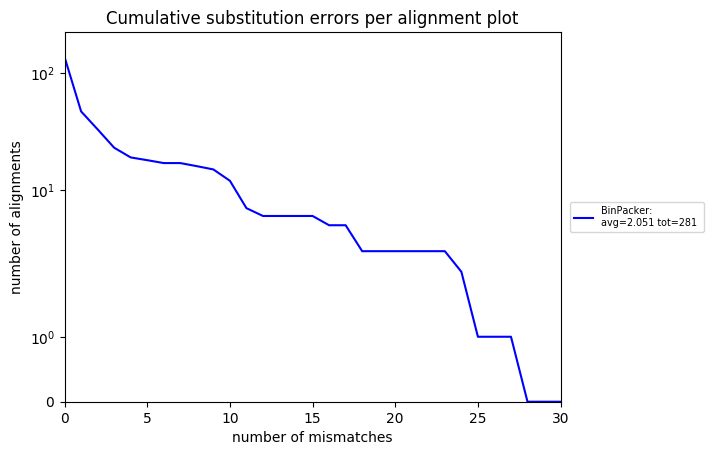 Cumulative substitution errors per alignment plot
number of alignments
10²
10¹
10⁰
0
0 5 10 15 20 25 30
number of mismatches
BinPacker:
avg=2.051 tot=281